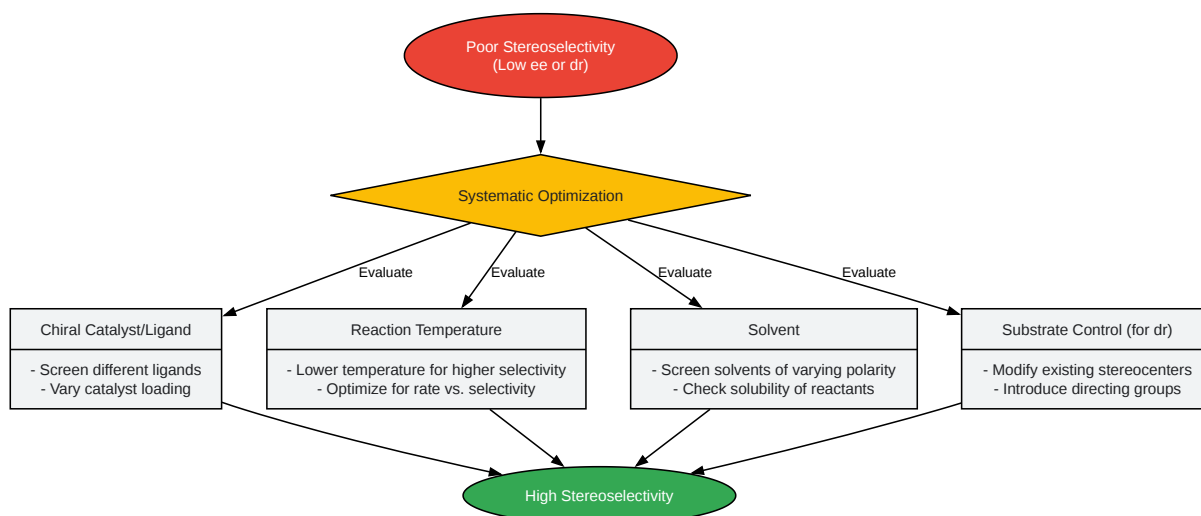 Poor Stereoselectivity
(Low ee or dr)
Systematic Optimization
Evaluate
Evaluate
Evaluate
Evaluate
Chiral Catalyst/Ligand
- Screen different ligands
- Vary catalyst loading
Reaction Temperature
- Lower temperature for higher selectivity
- Optimize for rate vs. selectivity
Solvent
- Screen solvents of varying polarity
- Check solubility of reactants
Substrate Control (for dr)
- Modify existing stereocenters
- Introduce directing groups
High Stereoselectivity